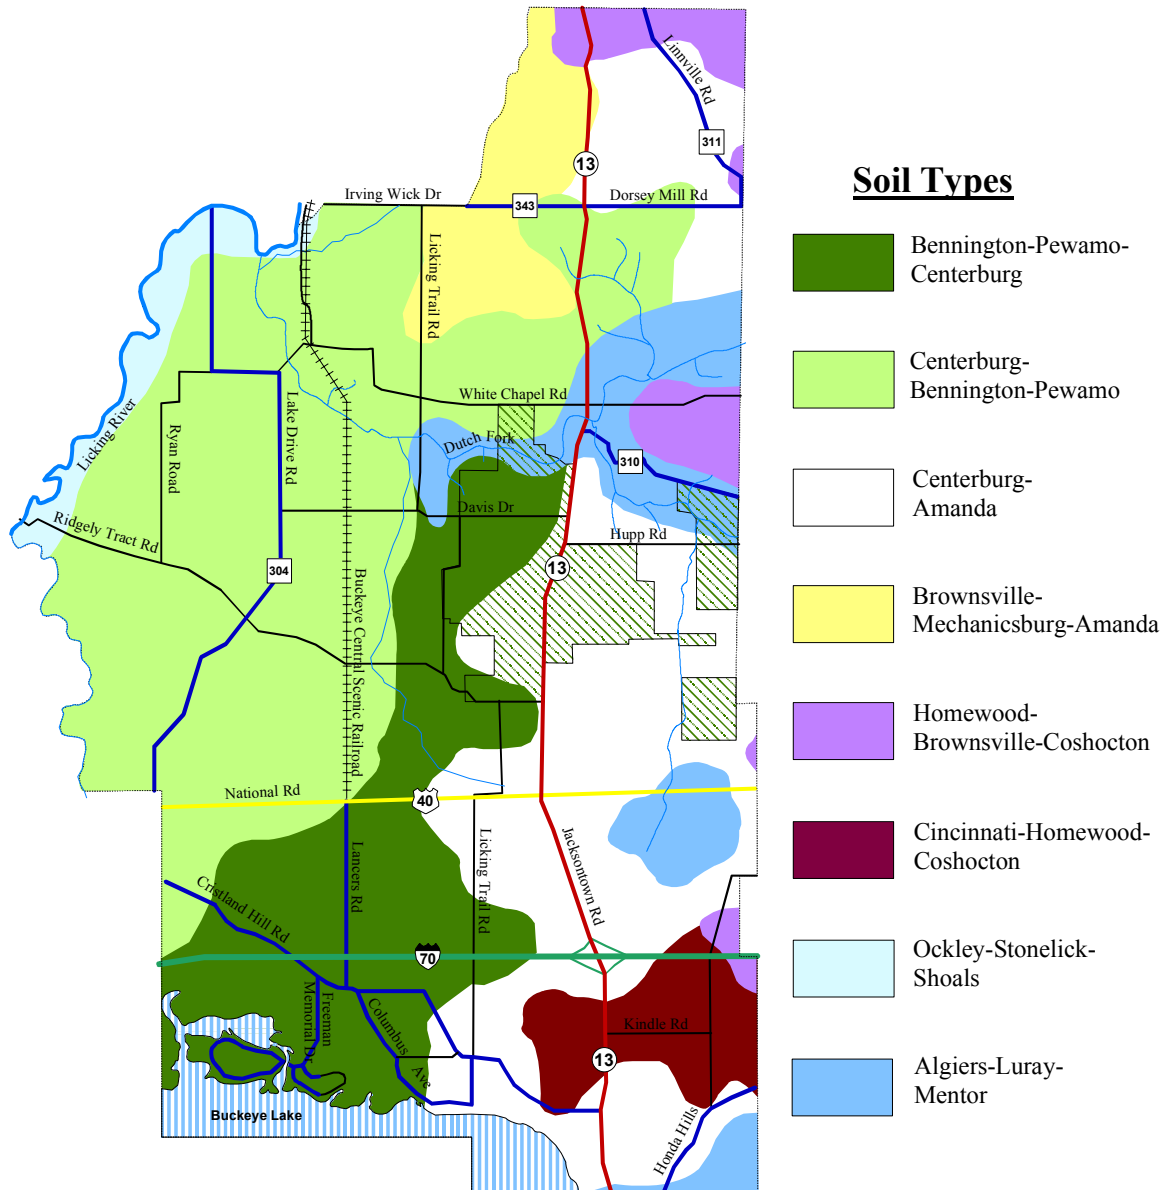 Linnville Rd
311
13
Irving Wick Dr
343
Dorsey Mill Rd
Licking Trail Rd
White Chapel Rd
Licking River
Ryan Road
Lake Drive Rd
Dutch Fork
310
Davis Dr
Ridgely Tract Rd
Hupp Rd
304
13
Buckeye Central Scenic Railroad
National Rd
40
Lancers Rd
Licking Trail Rd
Jacksontown Rd
Cristland Hill Rd
70
Freeman
Memorial Dr
Columbus
Ave
Kindle Rd
13
Buckeye Lake
Honda Hills
Soil Types
Bennington-Pewamo-
Centerburg
Centerburg-
Bennington-Pewamo
Centerburg-
Amanda
Brownsville-
Mechanicsburg-Amanda
Homewood-
Brownsville-Coshocton
Cincinnati-Homewood-
Coshocton
Ockley-Stonelick-
Shoals
Algiers-Luray-
Mentor